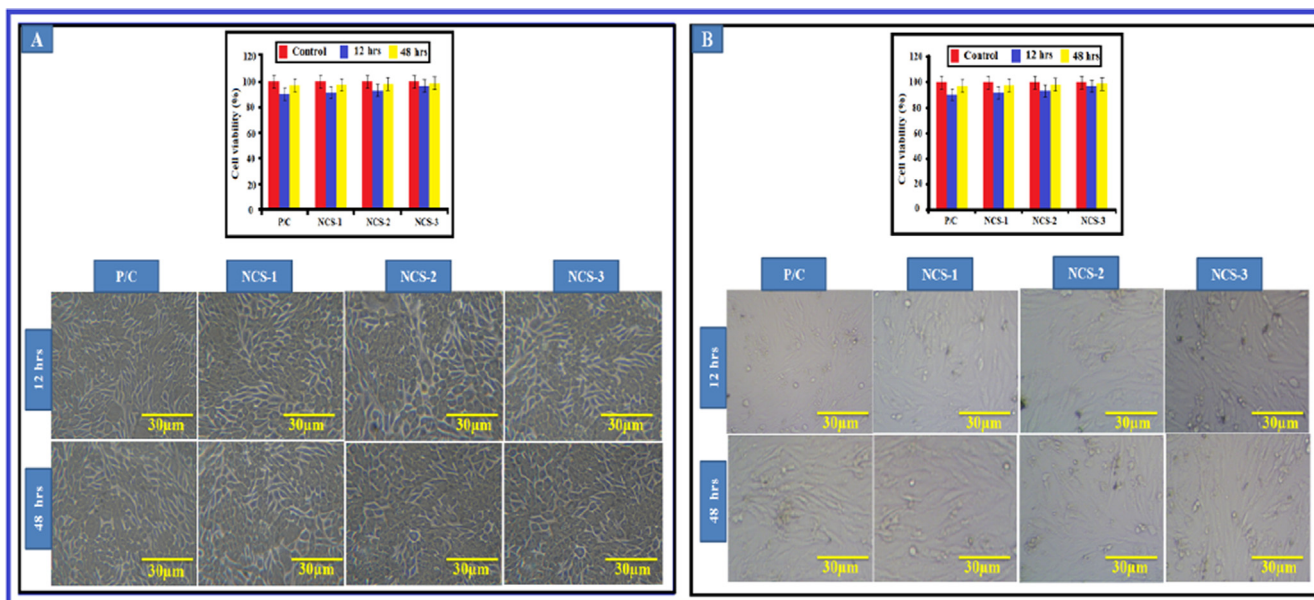 A
Control 12 hrs 48 hrs
Cell viability (%)
120
100
80
60
40
20
0
P/C NCS-1 NCS-2 NCS-3
P/C NCS-1 NCS-2 NCS-3
12 hrs
30µm 30µm 30µm 30µm
48 hrs
30µm 30µm 30µm 30µm
B
Control 12 hrs 48 hrs
Cell viability (%)
120
100
80
60
40
20
0
P/C NCS-1 NCS-2 NCS-3
P/C NCS-1 NCS-2 NCS-3
12 hrs
30µm 30µm 30µm 30µm
48 hrs
30µm 30µm 30µm 30µm